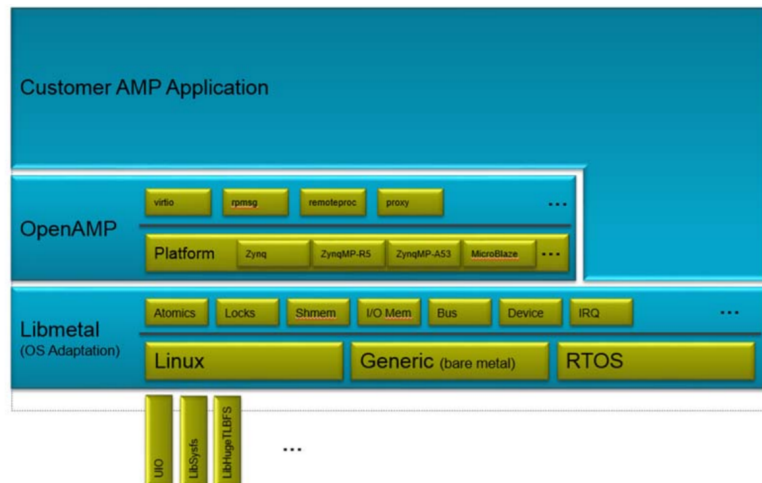 Customer AMP Application
virtio rpmsg remoteproc proxy ...
OpenAMP
Platform Zynq ZynqMP-R5 ZynqMP-A53 MicroBlaze ...
Atomics Locks Shmem I/O Mem Bus Device IRQ ...
Libmetal
(OS Adaptation)
Linux Generic (bare metal) RTOS
UIO
LibSysfs
LibHugeTLBFS
...